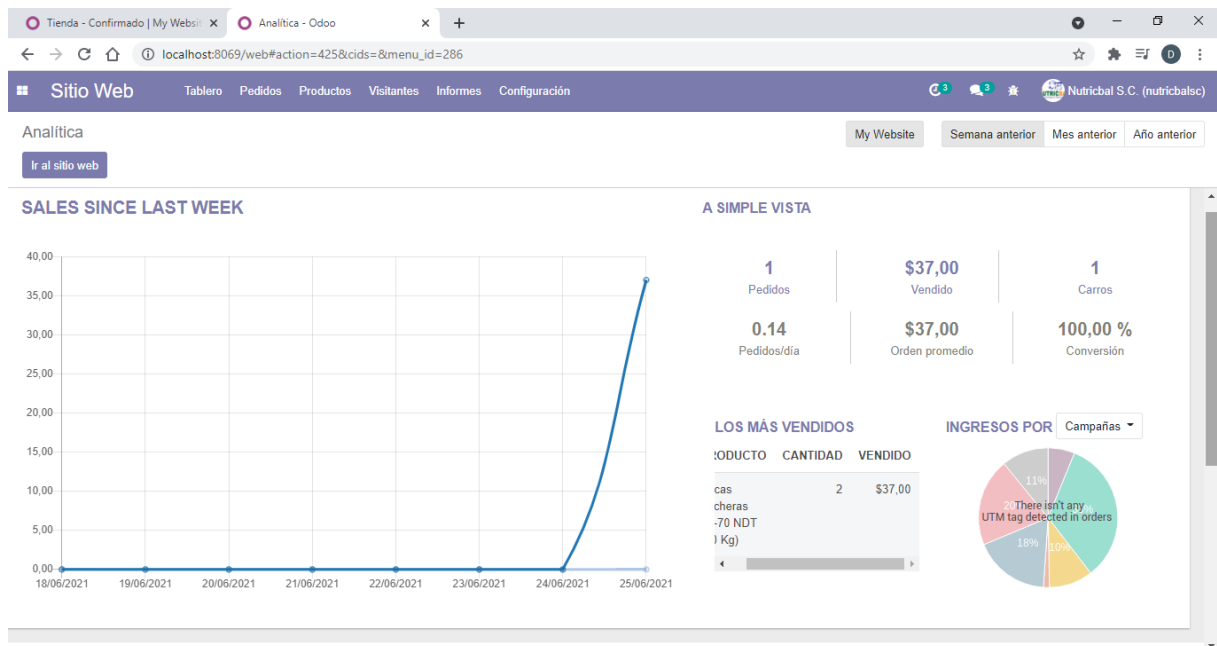 Tienda - Confirmado | My Websit
Analítica - Odoo
localhost:8069/web#action=425&cids=&menu_id=286
D
Sitio Web Tablero Pedidos Productos Visitantes Informes Configuración 3 3 Nutricbal S.C. (nutricbalsc)
Analítica
My Website Semana anterior Mes anterior Año anterior
Ir al sitio web
SALES SINCE LAST WEEK
40,00
35,00
30,00
25,00
20,00
15,00
10,00
5,00
0,00
18/06/2021 19/06/2021 20/06/2021 21/06/2021 22/06/2021 23/06/2021 24/06/2021 25/06/2021
A SIMPLE VISTA
1 $37,00 1
Pedidos Vendido Carros
0.14 $37,00 100,00 %
Pedidos/día Orden promedio Conversión
LOS MÁS VENDIDOS
RODUCTO CANTIDAD VENDIDO
cas 2 $37,00
cheras
-70 NDT
) Kg)
INGRESOS POR Campañas
11%
There isn't any
UTM tag detected in orders
18% 10%